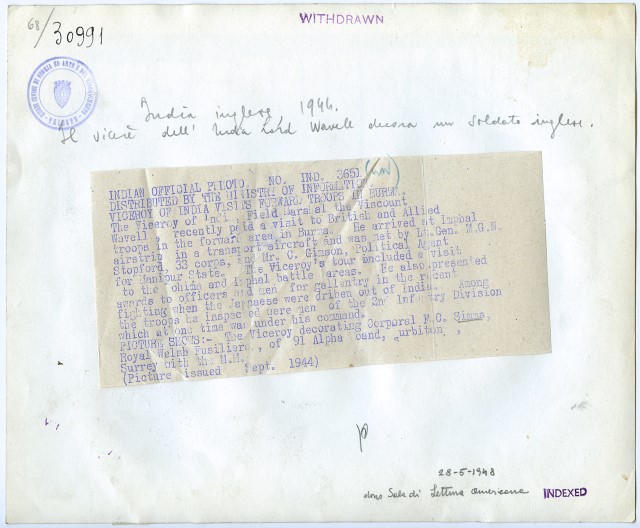 WITHDRAWN
68/30991
India inglese, 1944.
Il vicerè dell' India Lord Wavell decora un soldato inglese.
INDIAN OFFICIAL PHOTO. NO. IND. 3651
DISTRIBUTED BY THE MINISTRY OF INFORMATION
VICEROY OF INDIA VISITS FORWARD TROOPS IN BURMA.
The Viceroy of India, Field Marshal the Viscount
Wavell recently paid a visit to British and Allied
troops in the forward area in Burma. He arrived at Imphal
airstrip in a transport aircraft and was met by Lt.Gen. M.G.N.
Stopford, 33 corps, and Mr. C. Gimson, Political Agent
for Manipur State. The Viceroy's tour included a visit
to the Kohima and Imphal battle areas. He also presented
awards to officers and men for gallentry in the recent
fighting when the Japanese were driben out of India. Among
the troops he inspected were men of the 2nd Infantry Division
which at one time was under his command.
PICTURE SHOWS:- The Viceroy decorating Corporal F.C. Simms,
Royal Welsh Fusiliers, of 91 Alpha Road, Surbiton,
Surrey with the M.M.
(Picture issued Sept. 1944)
28-5-1948
dono Sala di Lettura Americana
INDEXED